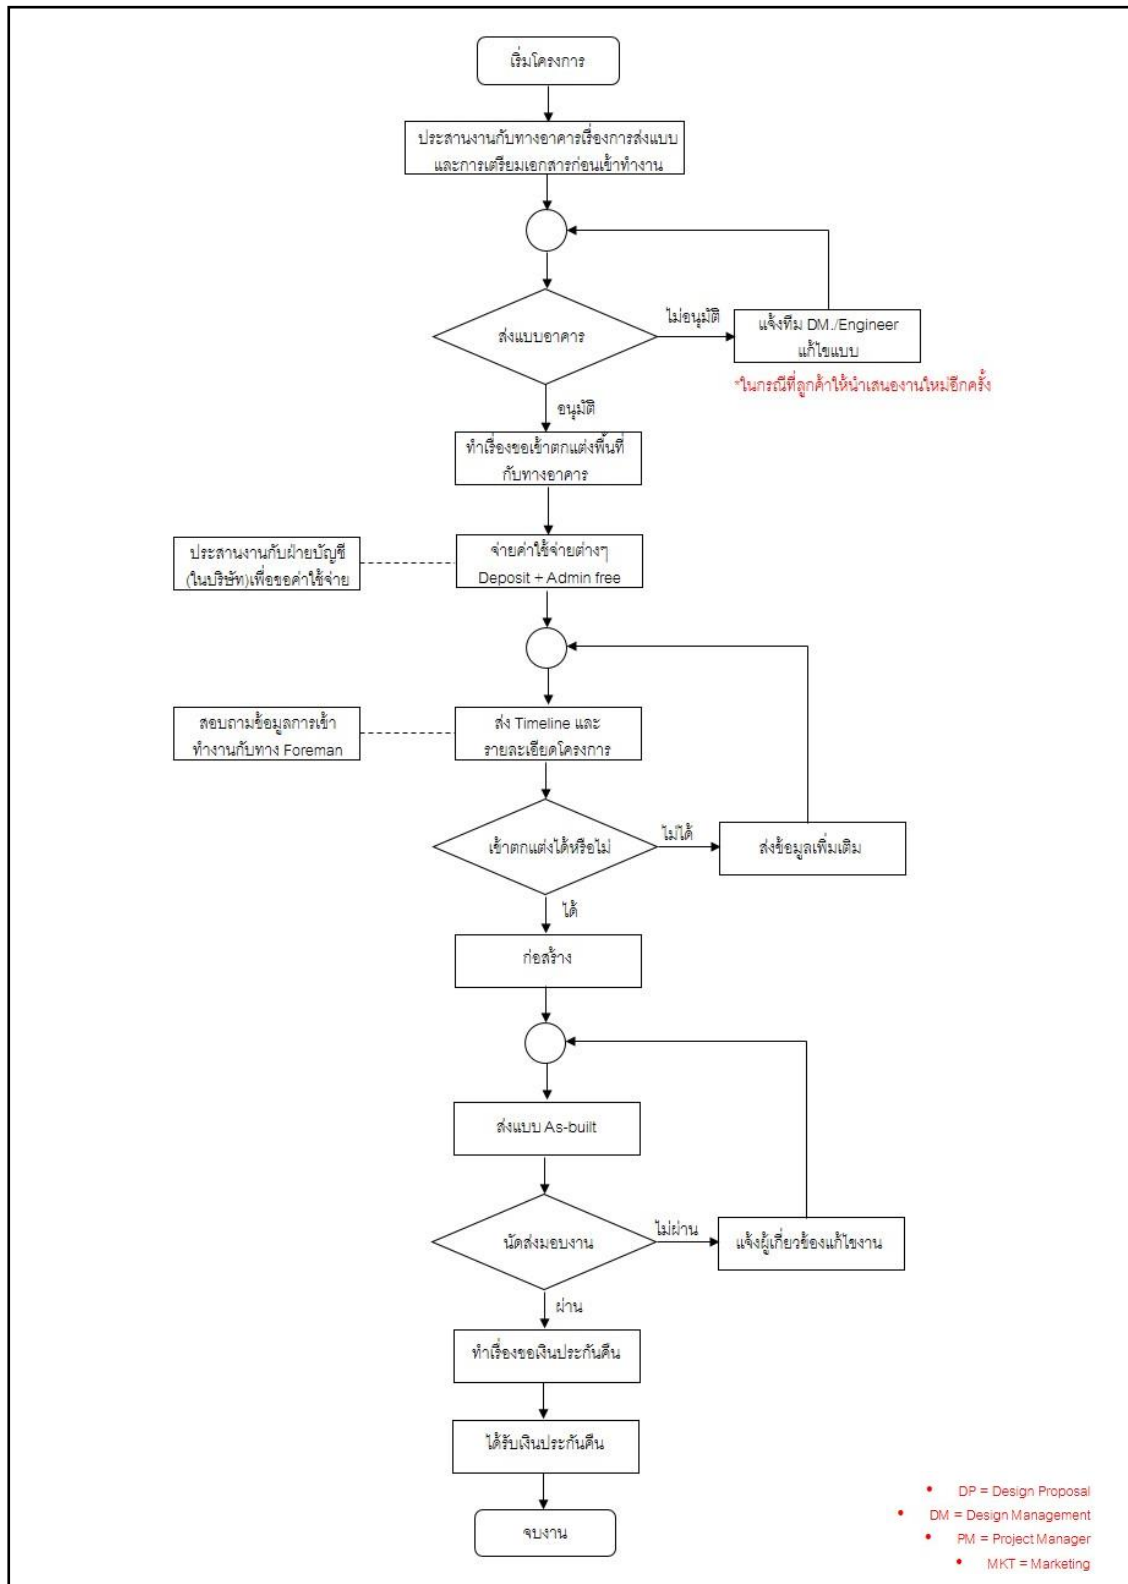 เริ่มโครงการ
ประสานงานกับทางอาคารเรื่องการส่งแบบ
และการเตรียมเอกสารก่อนเข้าทำงาน
ส่งแบบอาคาร
ไม่อนุมัติ
แจ้งทีม DM./Engineer
แก้ไขแบบ
*ในกรณีที่ลูกค้าให้นำเสนองานใหม่อีกครั้ง
อนุมัติ
ทำเรื่องขอเข้าตกแต่งพื้นที่
กับทางอาคาร
ประสานงานกับฝ่ายบัญชี
(ในบริษัท)เพื่อขอค่าใช้จ่าย
จ่ายค่าใช้จ่ายต่างๆ
Deposit + Admin free
สอบถามข้อมูลการเข้า
ทำงานกับทาง Foreman
ส่ง Timeline และ
รายละเอียดโครงการ
เข้าตกแต่งได้หรือไม่
ไม่ได้
ส่งข้อมูลเพิ่มเติม
ได้
ก่อสร้าง
ส่งแบบ As-built
นัดส่งมอบงาน
ไม่ผ่าน
แจ้งผู้เกี่ยวข้องแก้ไขงาน
ผ่าน
ทำเรื่องขอเงินประกันคืน
ได้รับเงินประกันคืน
จบงาน
• DP = Design Proposal
• DM = Design Management
• PM = Project Manager
• MKT = Marketing